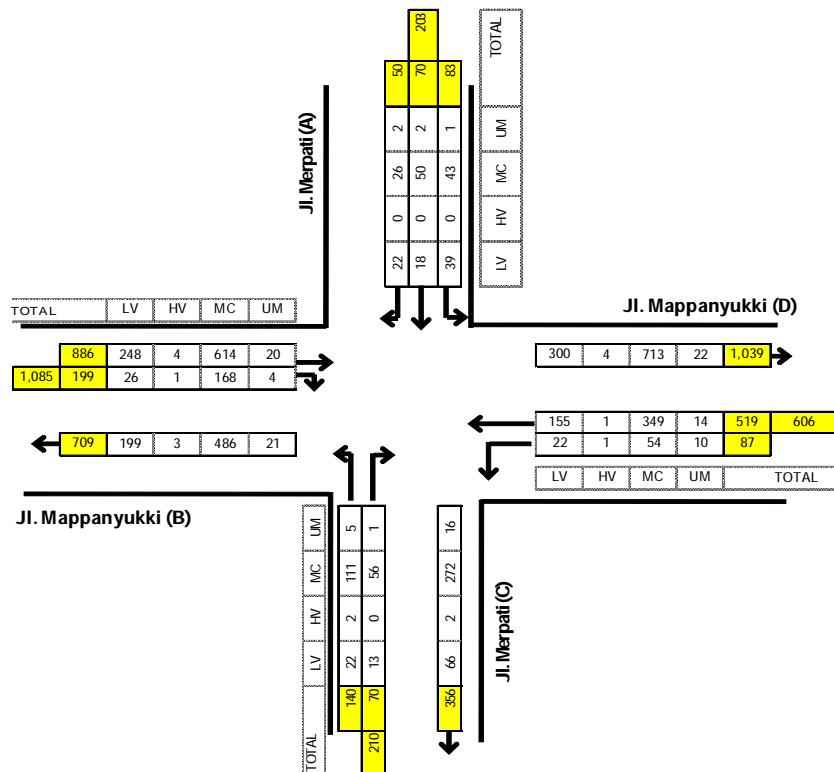 203
50 70 83 TOTAL
2 2 1 UM
26 50 43 MC
0 0 0 HV
22 18 39 LV
Jl. Merpati (A)
TOTAL LV HV MC UM
886 248 4 614 20
1,085 199 26 1 168 4
709 199 3 486 21
Jl. Mappanyukki (B)
Jl. Mappanyukki (D)
300 4 713 22 1,039
155 1 349 14 519 606
22 1 54 10 87
LV HV MC UM TOTAL
UM 5 1 16
MC 111 56 272
HV 2 0 2
LV 22 13 66
TOTAL 140 70 356
210
Jl. Merpati (C)